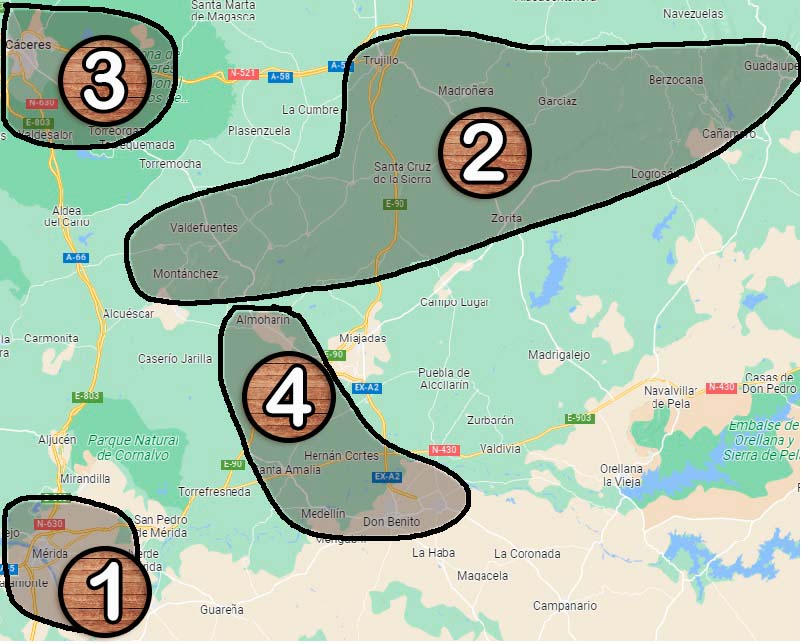 Santa Marta
de Magasca
Navezuelas
Cáceres
3
N-521
A-58
Trujillo
Guadalupe
Madroñera
Berzocana
Garciaz
N-630
E-803
La Cumbre
Plasenzuela
Torremocha
2
Cañamero
Santa Cruz
de la Sierra
Logrosán
E-90
Aldea
del Cano
Valdefuentes
Zorita
A-66
Montánchez
Alcuéscar
Almoharín
Campo Lugar
Carmonita
Caserío Jarilla
Miajadas
E-90
Madrigalejo
EX-A2
Puebla de
Alcollarín
Casas de
Don Pedro
N-430
Navalvillar
de Pela
E-803
4
Zurbarán
E-903
Aljucén
Parque Natural
de Cornalvo
Hernán Cortés
N-430
Valdivia
Embalse de
Orellana y
Sierra de Pela
E-90
Santa Amalia
EX-A2
Orellana
la Vieja
Mirandilla
Torrefresneda
Medellín
Don Benito
N-630
San Pedro
de Mérida
Mérida
La Haba
La Coronada
1
Magacela
Guareña
Campanario